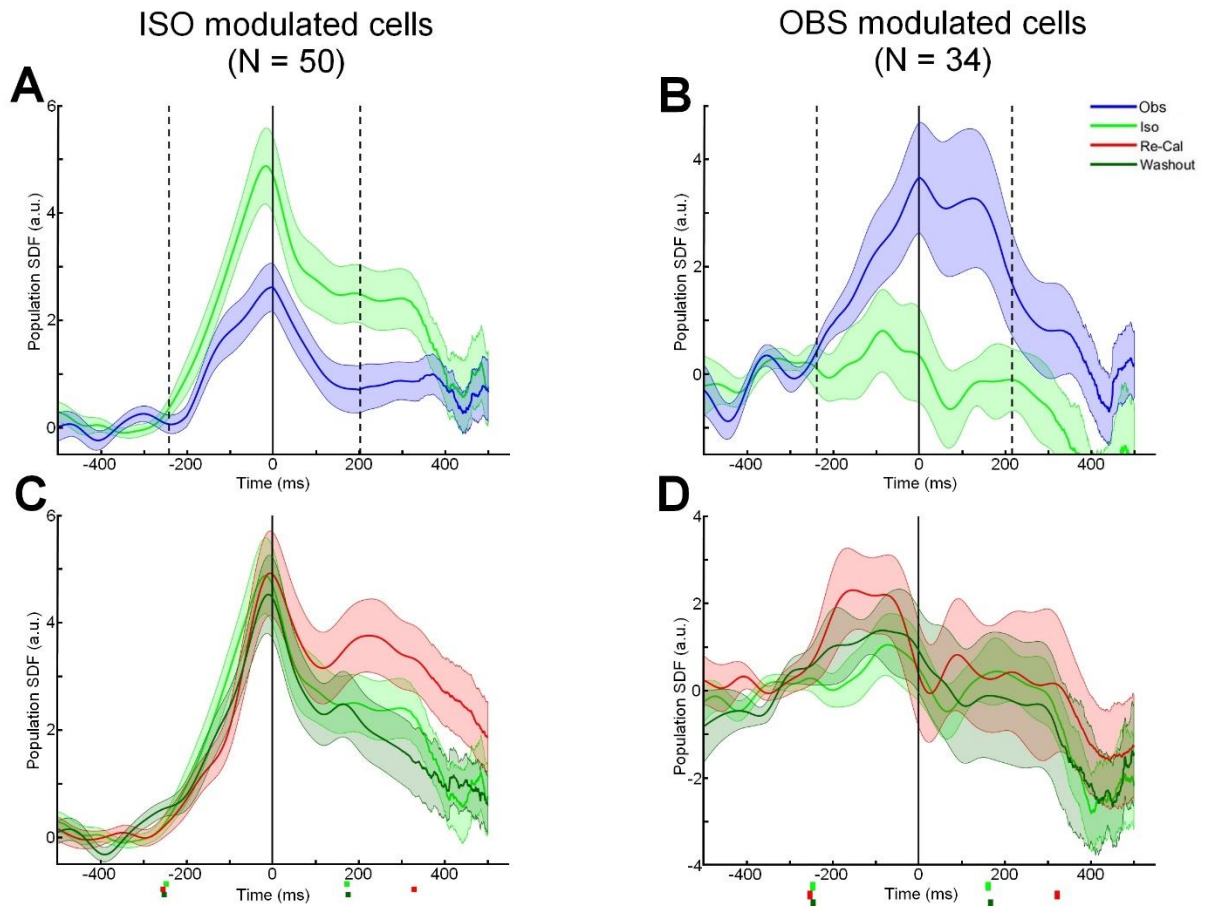 ISO modulated cells
(N = 50)
OBS modulated cells
(N = 34)
A
6
4
2
0
Population SDF (a.u.)
-400 -200 0 200 400
Time (ms)
B
4
2
0
Population SDF (a.u.)
-400 -200 0 200 400
Time (ms)
Obs
Iso
Re-Cal
Washout
C
6
4
2
0
Population SDF (a.u.)
-400 -200 0 200 400
Time (ms)
D
4
2
0
-2
-4
Population SDF (a.u.)
-400 -200 0 200 400
Time (ms)